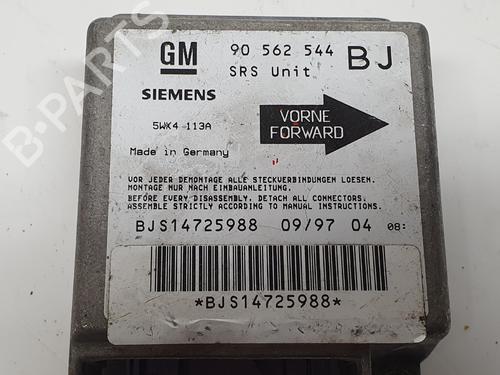 GM
90 562 544 BJ
SRS Unit
SIEMENS
VORNE
FORWARD
5WK4 113A
Made in Germany
VOR JEDER DEMONTAGE ALLE STECKVERBINDUNGEN LOESEN.
MONTAGE NUR NACH EINBAUANLEITUNG.
BEFORE EVERY DISASSEMBLY, DETACH ALL CONNECTORS.
ASSEMBLE STRICTLY ACCORDING TO MANUAL INSTRUCTIONS.
BJS14725988 09/97 04 08:
*BJS14725988*
B-PARTS